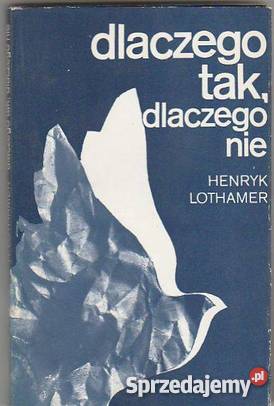 dlaczego
tak,
dlaczego
nie
HENRYK
LOTHAMER
.pl
Sprzedajemy